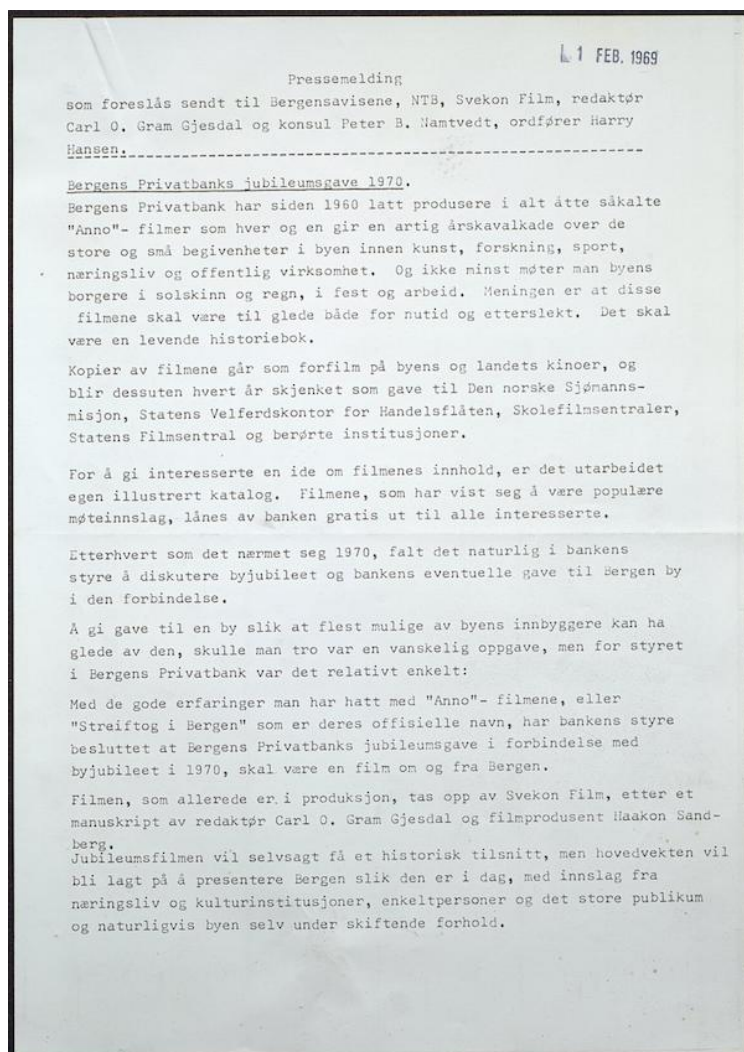 1 FEB. 1969
Pressemelding
som foreslås sendt til Bergensavisene, NTB, Svekon Film, redaktør
Carl O. Gram Gjesdal og konsul Peter B. Namtvedt, ordfører Harry
Hansen.
Bergens Privatbanks jubileumsgave 1970.
Bergens Privatbank har siden 1960 latt produsere i alt åtte såkalte
"Anno"- filmer som hver og en gir en artig årskavalkade over de
store og små begivenheter i byen innen kunst, forskning, sport,
næringsliv og offentlig virksomhet. Og ikke minst møter man byens
borgere i solskinn og regn, i fest og arbeid. Meningen er at disse
filmene skal være til glede både for nutid og etterslekt. Det skal
være en levende historiebok.
Kopier av filmene går som forfilm på byens og landets kinoer, og
blir dessuten hvert år skjenket som gave til Den norske Sjømanns-
misjon, Statens Velferdskontor for Handelsflåten, Skolefilmsentraler,
Statens Filmsentral og berørte institusjoner.
For å gi interesserte en ide om filmenes innhold, er det utarbeidet
egen illustrert katalog. Filmene, som har vist seg å være populære
møteinnslag, lånes av banken gratis ut til alle interesserte.
Etterhvert som det nærmet seg 1970, falt det naturlig i bankens
styre å diskutere byjubileet og bankens eventuelle gave til Bergen by
i den forbindelse.
Å gi gave til en by slik at flest mulige av byens innbyggere kan ha
glede av den, skulle man tro var en vanskelig oppgave, men for styret
i Bergens Privatbank var det relativt enkelt:
Med de gode erfaringer man har hatt med "Anno"- filmene, eller
"Streiftog i Bergen" som er deres offisielle navn, har bankens styre
besluttet at Bergens Privatbanks jubileumsgave i forbindelse med
byjubileet i 1970, skal være en film om og fra Bergen.
Filmen, som allerede er i produksjon, tas opp av Svekon Film, etter et
manuskript av redaktør Carl O. Gram Gjesdal og filmprodusent Haakon Sand-
berg.
Jubileumsfilmen vil selvsagt få et historisk tilsnitt, men hovedvekten vil
bli lagt på å presentere Bergen slik den er i dag, med innslag fra
næringsliv og kulturinstitusjoner, enkeltpersoner og det store publikum
og naturligvis byen selv under skiftende forhold.